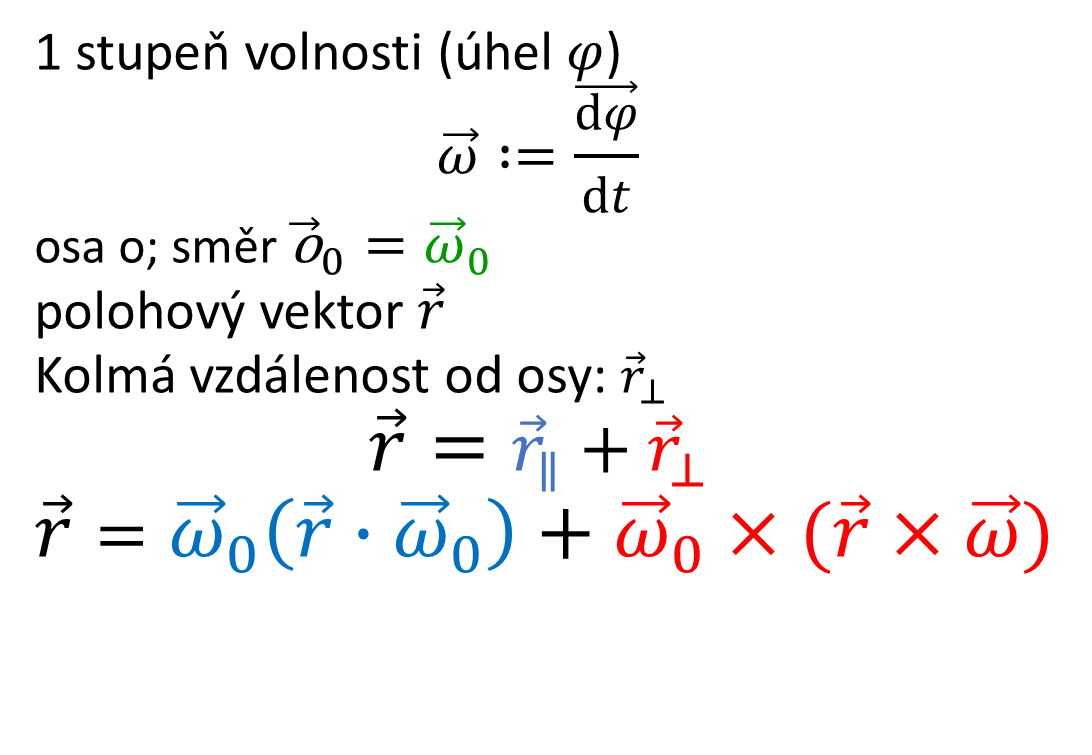 1 stupeň volnosti (úhel φ)
ω⃗ := d⃗φ⃗ / dt
osa o; směr o⃗₀ = ω⃗₀
polohový vektor r⃗
Kolmá vzdálenost od osy: r⃗⊥
r⃗ = r⃗∥ + r⃗⊥
r⃗ = ω⃗₀(r⃗ · ω⃗₀) + ω⃗₀ × (r⃗ × ω⃗)